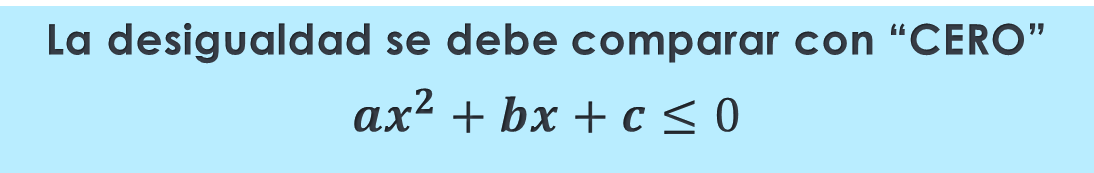 La desigualdad se debe comparar con “CERO”
ax² + bx + c ≤ 0